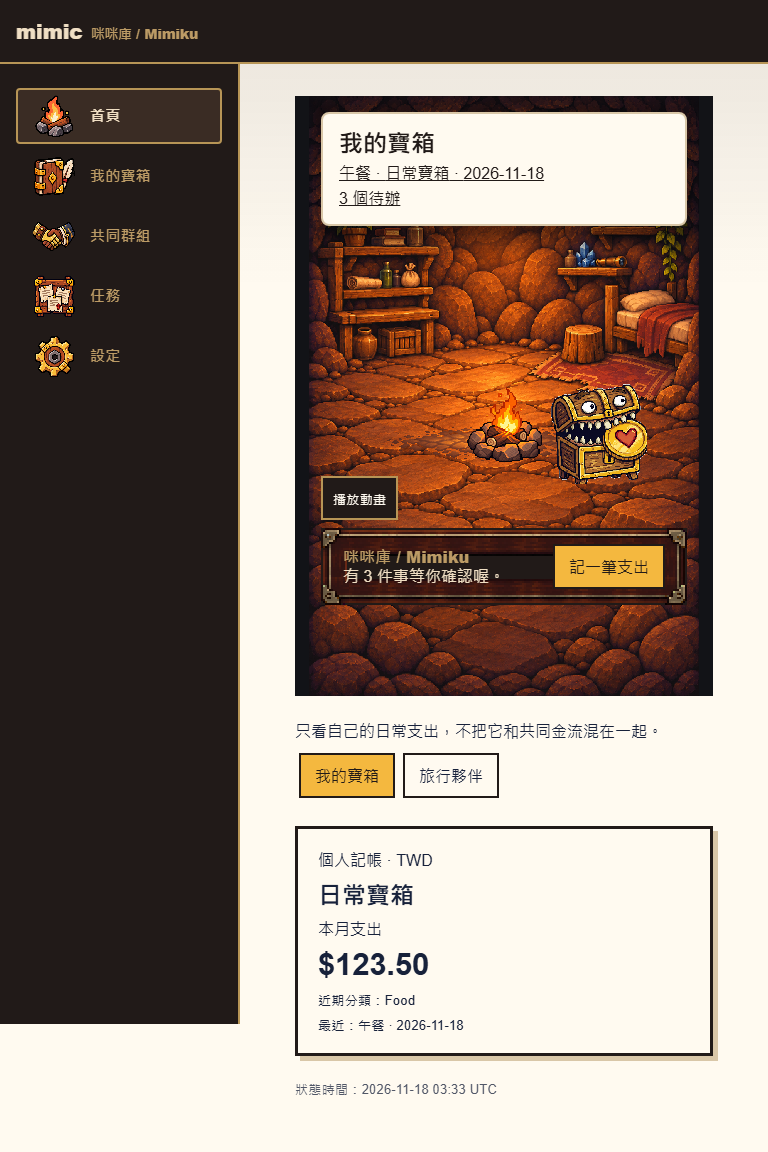 mimic 咪咪庫 / Mimiku
首頁
我的寶箱
共同群組
任務
設定
我的寶箱
午餐 · 日常寶箱 · 2026-11-18
3 個待辦
播放動畫
咪咪庫 / Mimiku
有 3 件事等你確認喔。
記一筆支出
只看自己的日常支出，不把它和共同金流混在一起。
我的寶箱
旅行夥伴
個人記帳 · TWD
日常寶箱
本月支出
$123.50
近期分類：Food
最近：午餐 · 2026-11-18
狀態時間：2026-11-18 03:33 UTC